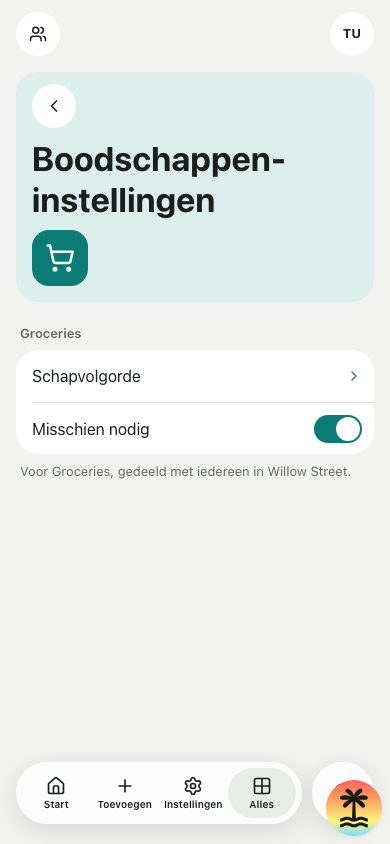 TU
Boodschappen-
instellingen
Groceries
Schapvolgorde
Misschien nodig
Voor Groceries, gedeeld met iedereen in Willow Street.
Start
Toevoegen
Instellingen
Alles